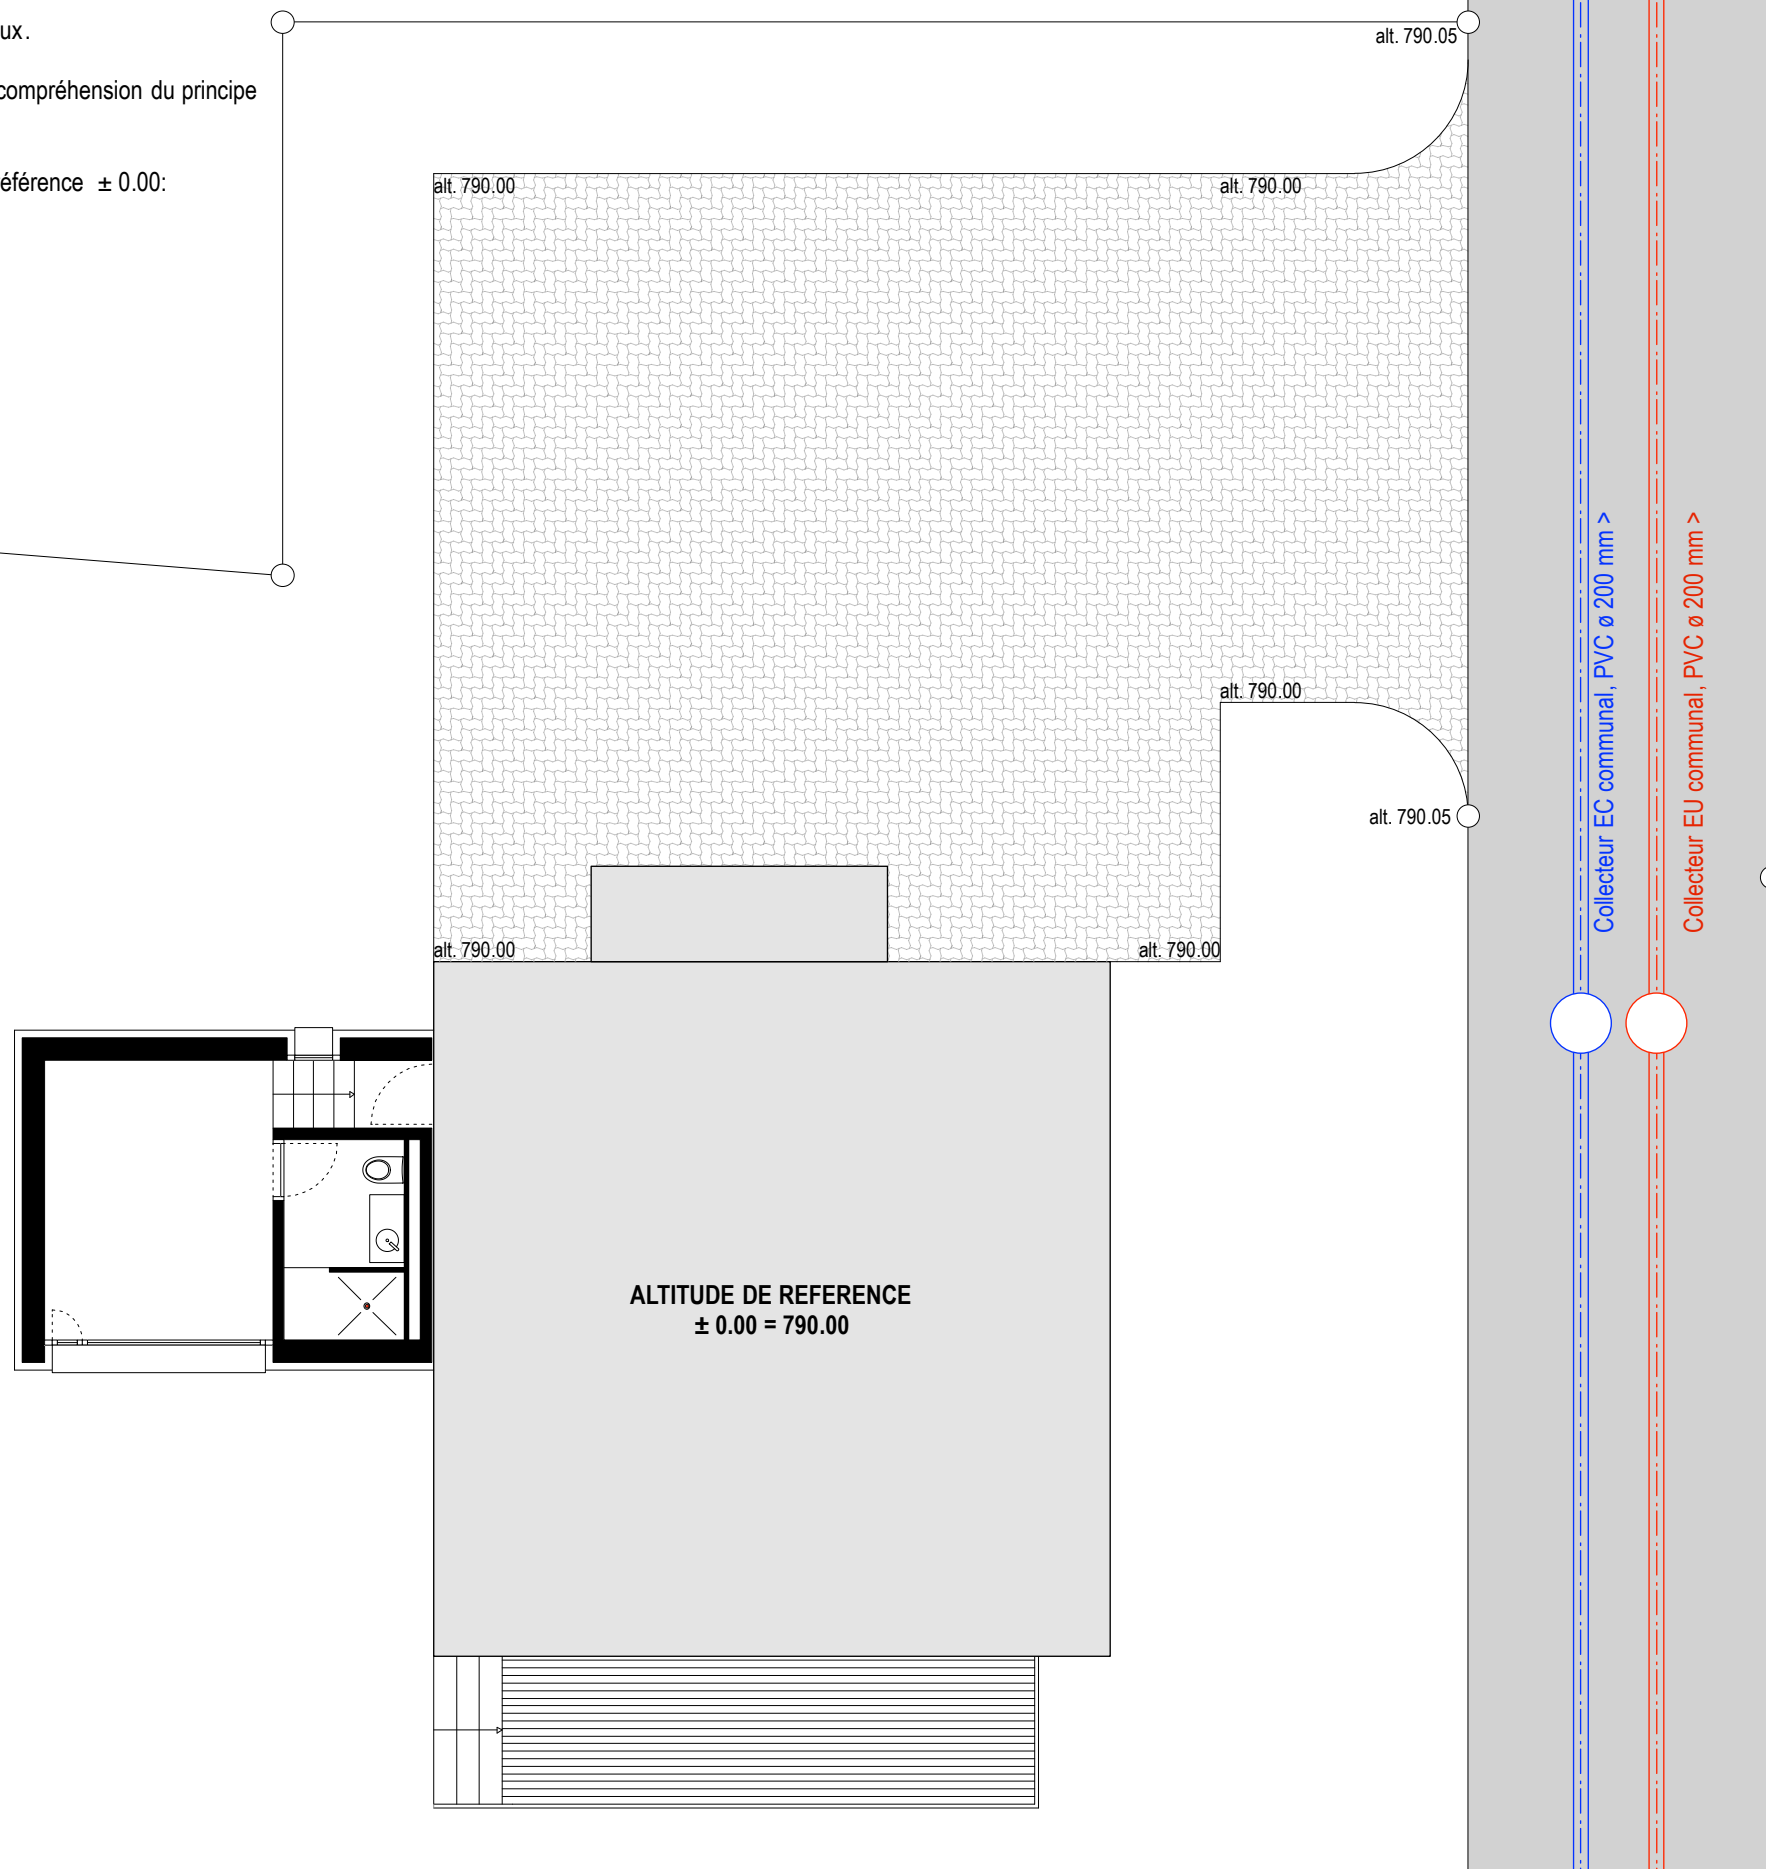 ux.
compréhension du principe
éférence ± 0.00:
alt. 790.05
alt. 790.00
alt. 790.00
alt. 790.00
alt. 790.05
alt. 790.00
alt. 790.00
Collecteur EC communal, PVC ø 200 mm >
Collecteur EU communal, PVC ø 200 mm >
ALTITUDE DE REFERENCE
± 0.00 = 790.00